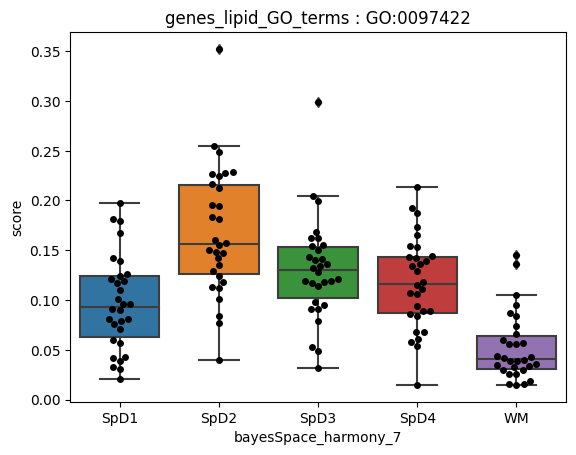 genes_lipid_GO_terms : GO:0097422
0.35
0.30
0.25
0.20
0.15
0.10
0.05
0.00
score
SpD1 SpD2 SpD3 SpD4 WM
bayesSpace_harmony_7